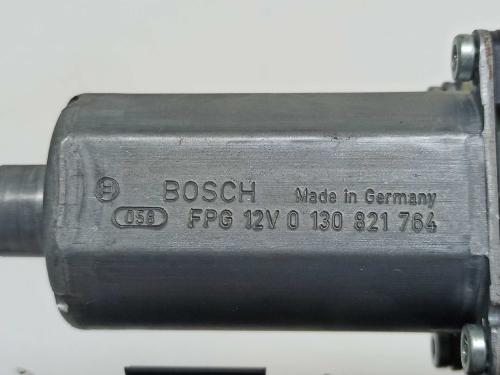 BOSCH Made in Germany
058 FPG 12V 0 130 821 764